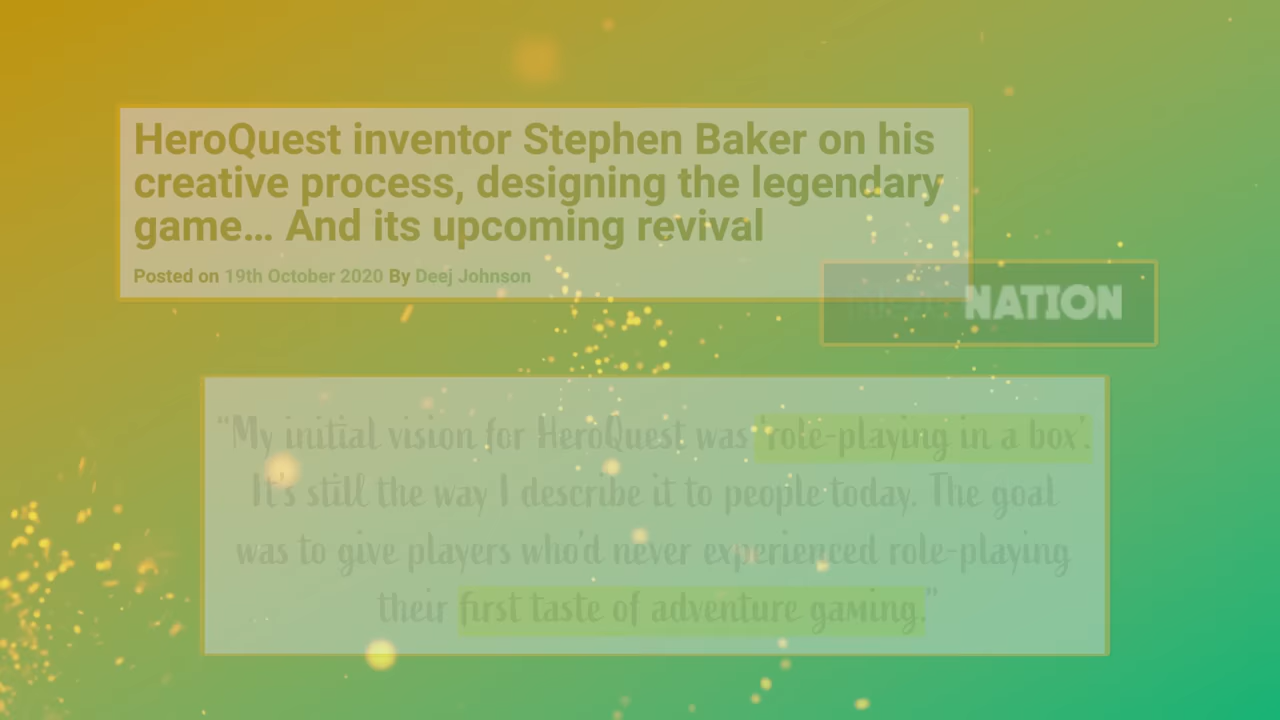 HeroQuest inventor Stephen Baker on his
creative process, designing the legendary
game... And its upcoming revival
Posted on 19th October 2020 By Deej Johnson
NATION
"My initial vision for HeroQuest was 'role-playing in a box'.
It's still the way I describe it to people today. The goal
was to give players who'd never experienced role-playing
their first taste of adventure gaming."